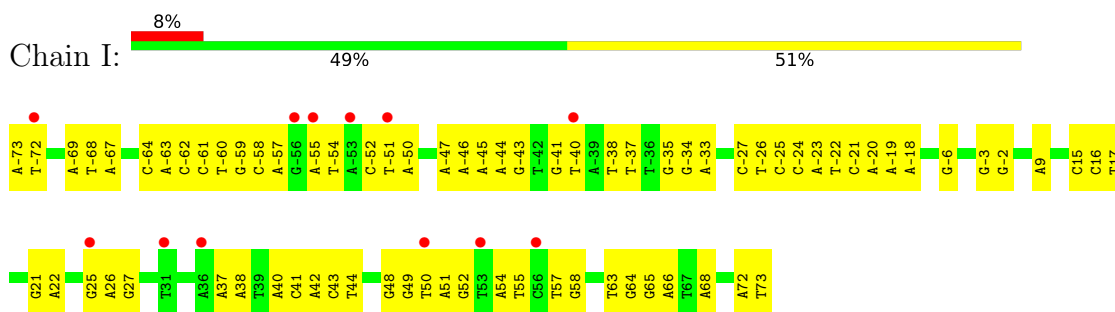 8%
Chain I:
49% 51%
A-73 T-72 A-69 T-68 A-67 C-64 A-63 C-62 C-61 T-60 G-59 C-58 A-57 G-56 A-55 T-54 A-53 C-52 T-51 A-50 A-47 A-46 A-45 A-44 G-43 T-42 G-41 T-40 A-39 T-38 T-37 T-36 G-35 G-34 A-33 C-27 T-26 C-25 C-24 A-23 T-22 C-21 A-20 A-19 A-18 G-6 G-3 G-2 A9 C15 C16 T17
G21 A22 G25 A26 G27 T31 A36 A37 A38 T39 A40 C41 A42 C43 T44 G48 G49 T50 A51 G52 T53 A54 T55 C56 T57 G58 T63 G64 G65 A66 T67 A68 A72 T73